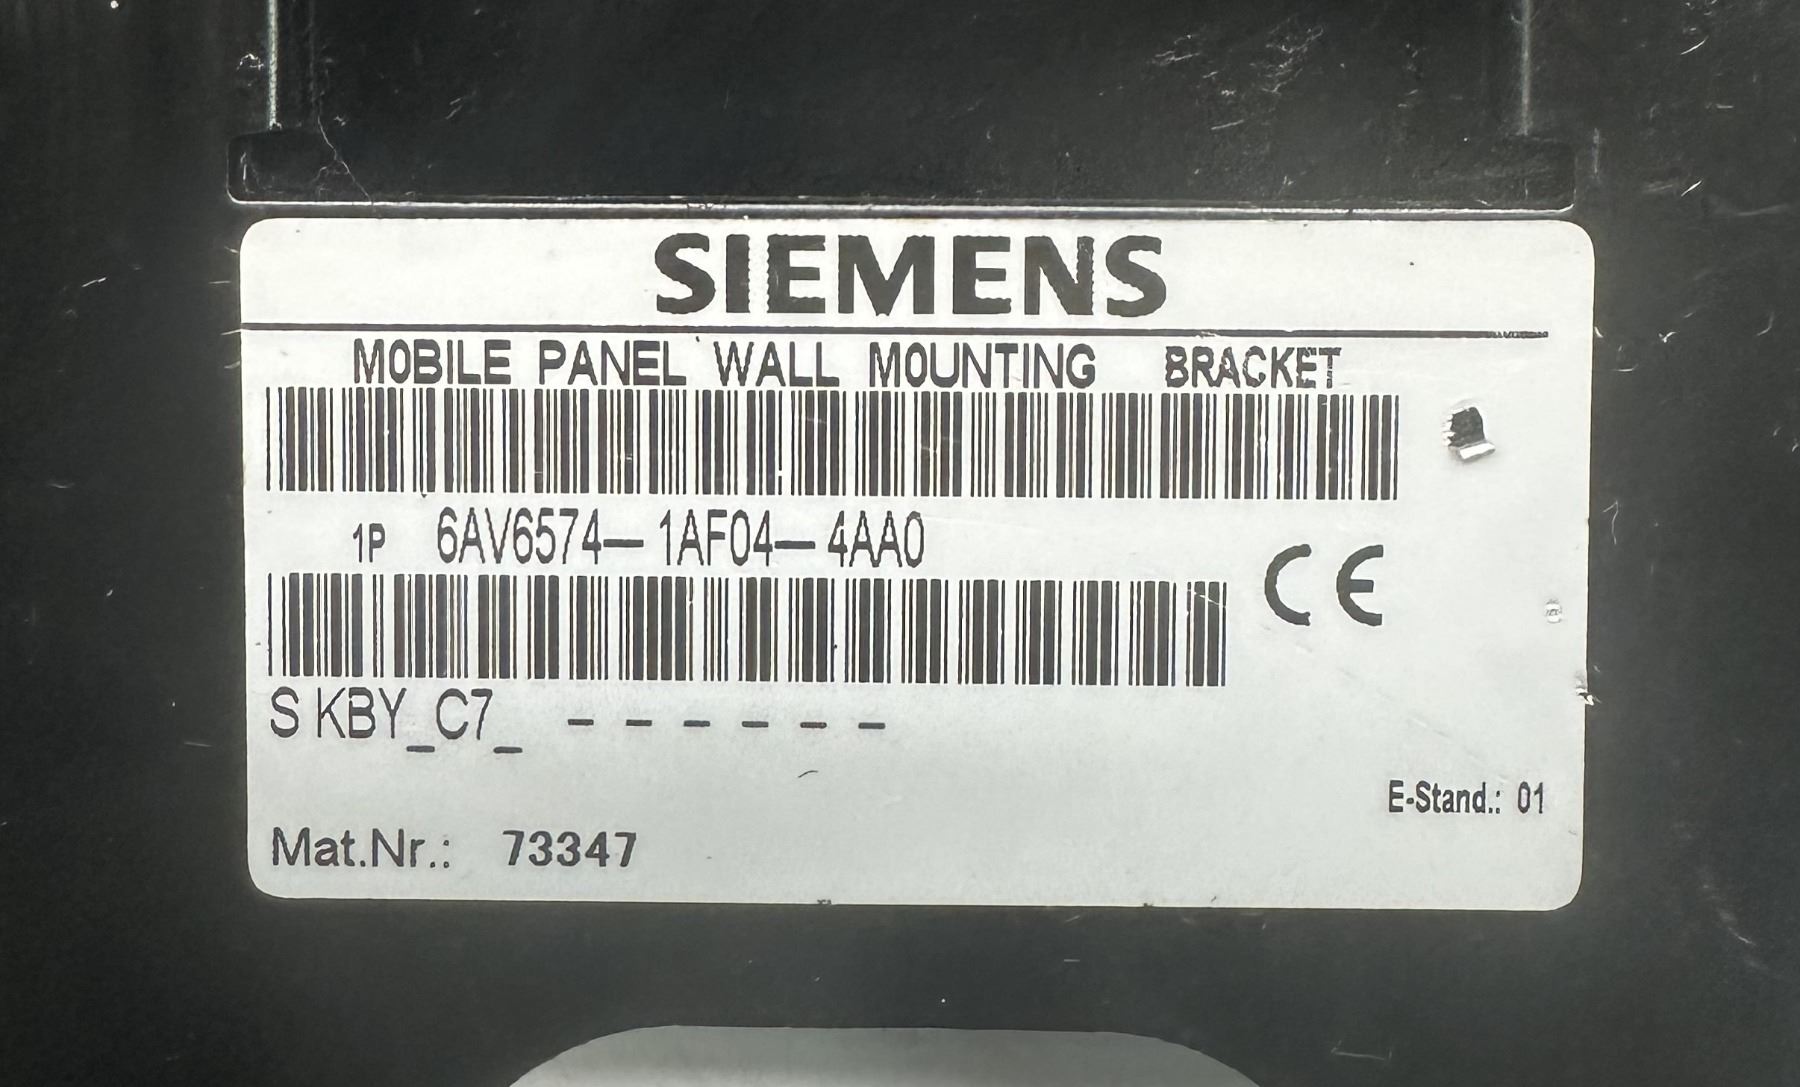 SIEMENS
MOBILE PANEL WALL MOUNTING BRACKET
1P 6AV6574-1AF04-4AA0
CE
S KBY_C7_ ------
E-Stand.: 01
Mat.Nr.: 73347